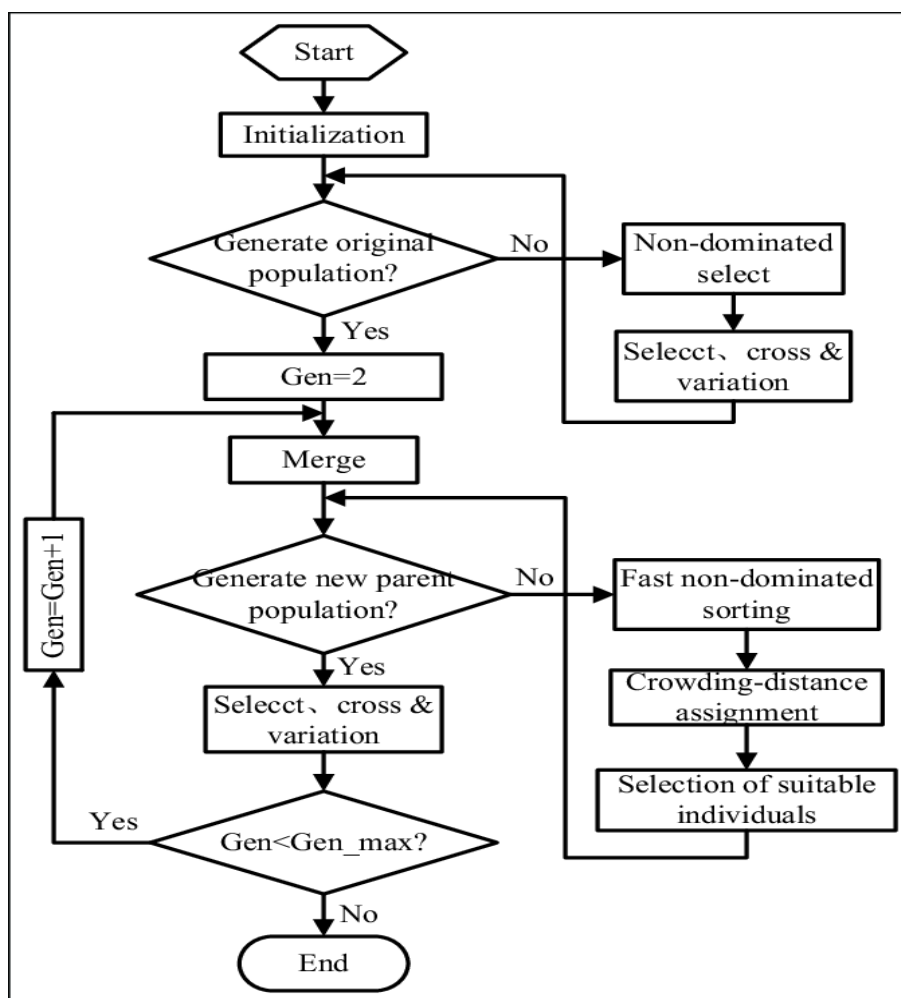 Start
Initialization
Generate original
population?
No
Non-dominated
select
Selecct、cross &
variation
Yes
Gen=2
Merge
Gen=Gen+1
Generate new parent
population?
No
Fast non-dominated
sorting
Crowding-distance
assignment
Selection of suitable
individuals
Yes
Selecct、cross &
variation
Gen<Gen_max?
Yes
No
End